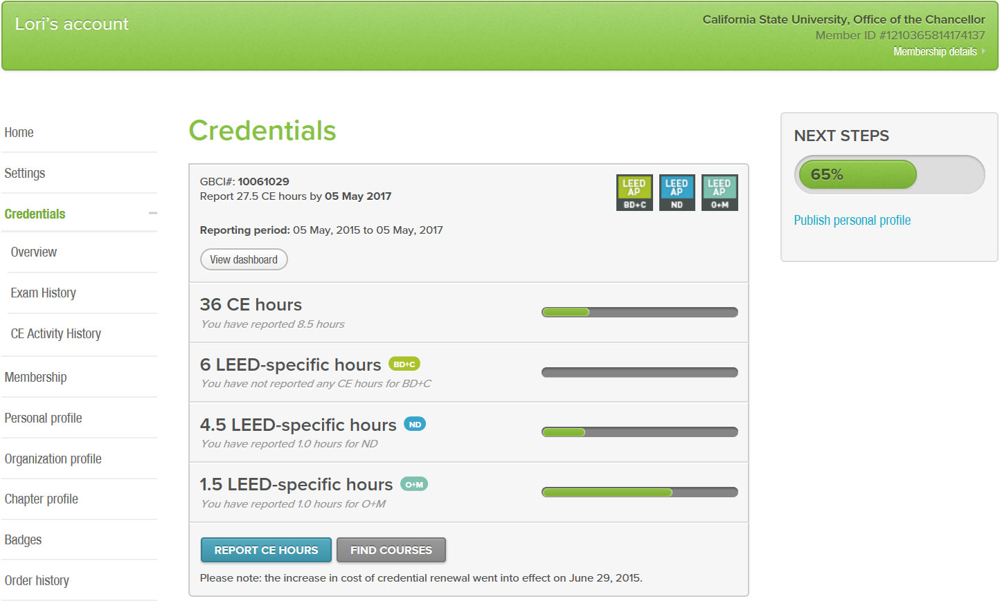 Lori's account
California State University, Office of the Chancellor
Member ID #1210365814174137
Membership details
Home
Settings
Credentials
Overview
Exam History
CE Activity History
Membership
Personal profile
Organization profile
Chapter profile
Badges
Order history
Credentials
GBCI#: 10061029
Report 27.5 CE hours by 05 May 2017
LEED AP BD+C
LEED AP ND
LEED AP O+M
Reporting period: 05 May, 2015 to 05 May, 2017
View dashboard
36 CE hours
You have reported 8.5 hours
6 LEED-specific hours BD+C
You have not reported any CE hours for BD+C
4.5 LEED-specific hours ND
You have reported 1.0 hours for ND
1.5 LEED-specific hours O+M
You have reported 1.0 hours for O+M
REPORT CE HOURS FIND COURSES
Please note: the increase in cost of credential renewal went into effect on June 29, 2015.
NEXT STEPS
65%
Publish personal profile